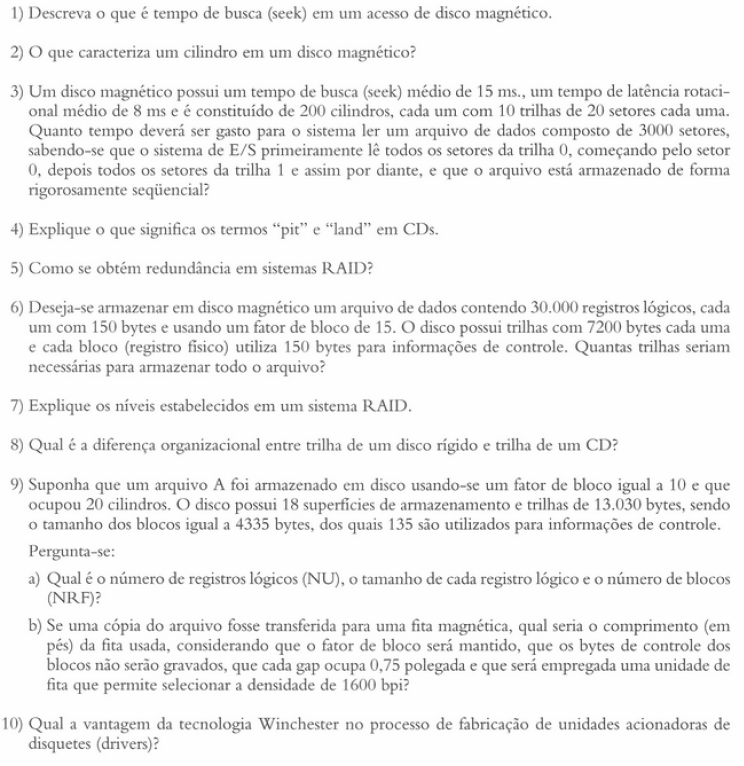 1) Descreva o que é tempo de busca (seek) em um acesso de disco magnético.
2) O que caracteriza um cilindro em um disco magnético?
3) Um disco magnético possui um tempo de busca (seek) médio de 15 ms., um tempo de latência rotaci-
onal médio de 8 ms e é constituído de 200 cilindros, cada um com 10 trilhas de 20 setores cada uma.
Quanto tempo deverá ser gasto para o sistema ler um arquivo de dados composto de 3000 setores,
sabendo-se que o sistema de E/S primeiramente lê todos os setores da trilha 0, começando pelo setor
0, depois todos os setores da trilha 1 e assim por diante, e que o arquivo está armazenado de forma
rigorosamente seqüencial?
4) Explique o que significa os termos “pit” e “land” em CDs.
5) Como se obtém redundância em sistemas RAID?
6) Deseja-se armazenar em disco magnético um arquivo de dados contendo 30.000 registros lógicos, cada
um com 150 bytes e usando um fator de bloco de 15. O disco possui trilhas com 7200 bytes cada uma
e cada bloco (registro físico) utiliza 150 bytes para informações de controle. Quantas trilhas seriam
necessárias para armazenar todo o arquivo?
7) Explique os níveis estabelecidos em um sistema RAID.
8) Qual é a diferença organizacional entre trilha de um disco rígido e trilha de um CD?
9) Suponha que um arquivo A foi armazenado em disco usando-se um fator de bloco igual a 10 e que
ocupou 20 cilindros. O disco possui 18 superfícies de armazenamento e trilhas de 13.030 bytes, sendo
o tamanho dos blocos igual a 4335 bytes, dos quais 135 são utilizados para informações de controle.
Pergunta-se:
a) Qual é o número de registros lógicos (NU), o tamanho de cada registro lógico e o número de blocos
(NRF)?
b) Se uma cópia do arquivo fosse transferida para uma fita magnética, qual seria o comprimento (em
pés) da fita usada, considerando que o fator de bloco será mantido, que os bytes de controle dos
blocos não serão gravados, que cada gap ocupa 0,75 polegada e que será empregada uma unidade de
fita que permite selecionar a densidade de 1600 bpi?
10) Qual a vantagem da tecnologia Winchester no processo de fabricação de unidades acionadoras de
disquetes (drivers)?